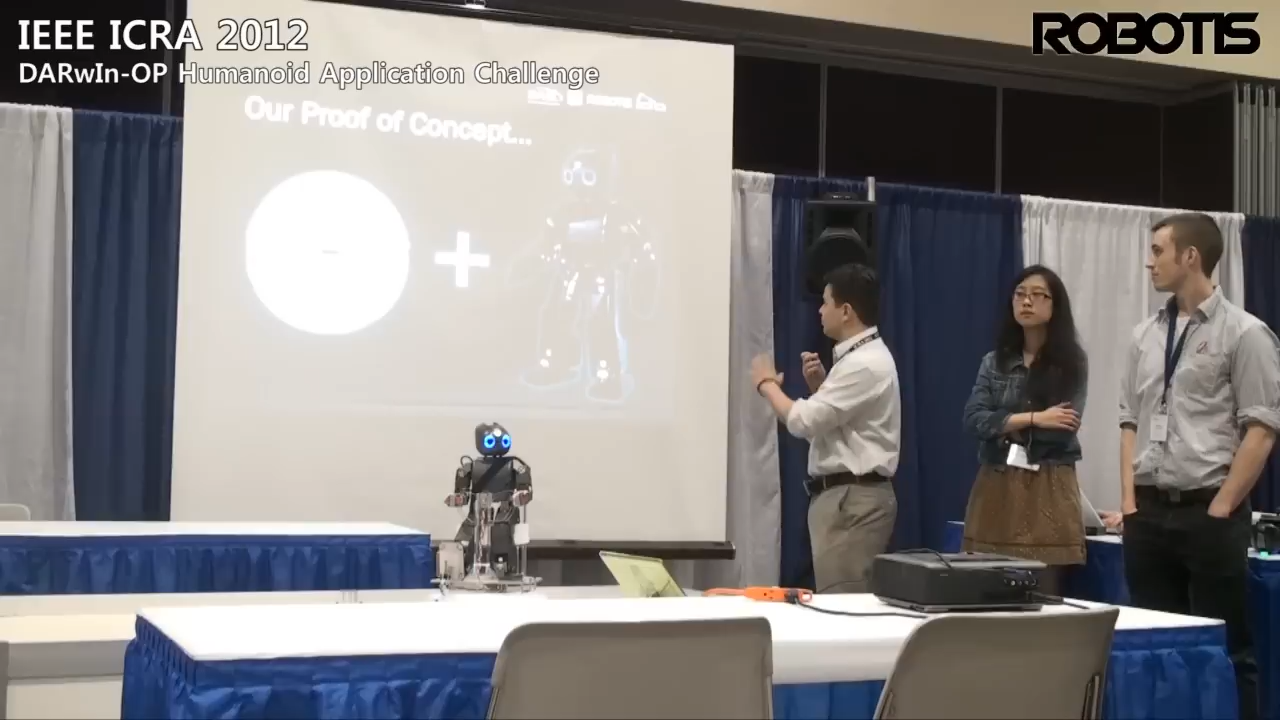 IEEE ICRA 2012
DARwIn-OP Humanoid Application Challenge
ROBOTIS
Our Proof of Concept...